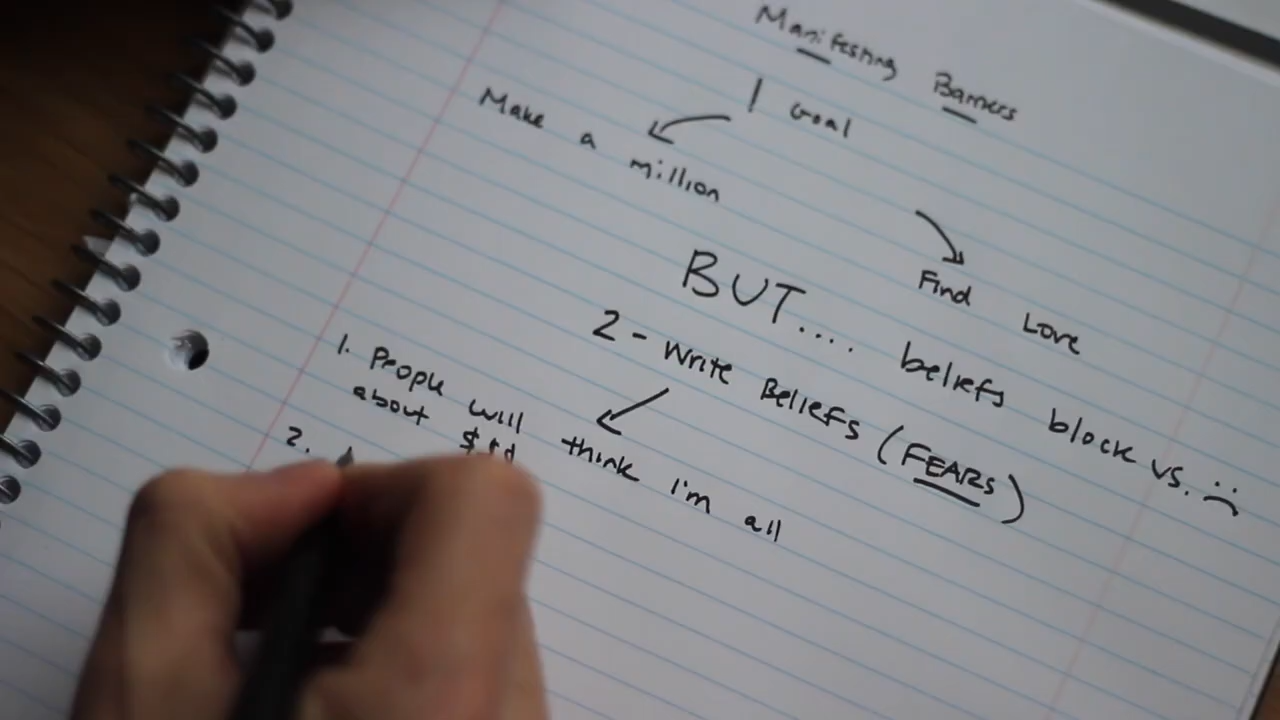 Manifesting Barriers
1 Goal
Make a million
Find Love
BUT.... beliefs block vs. :(
2 - Write Beliefs (FEARS)
1. People will think I'm all
about $
2.